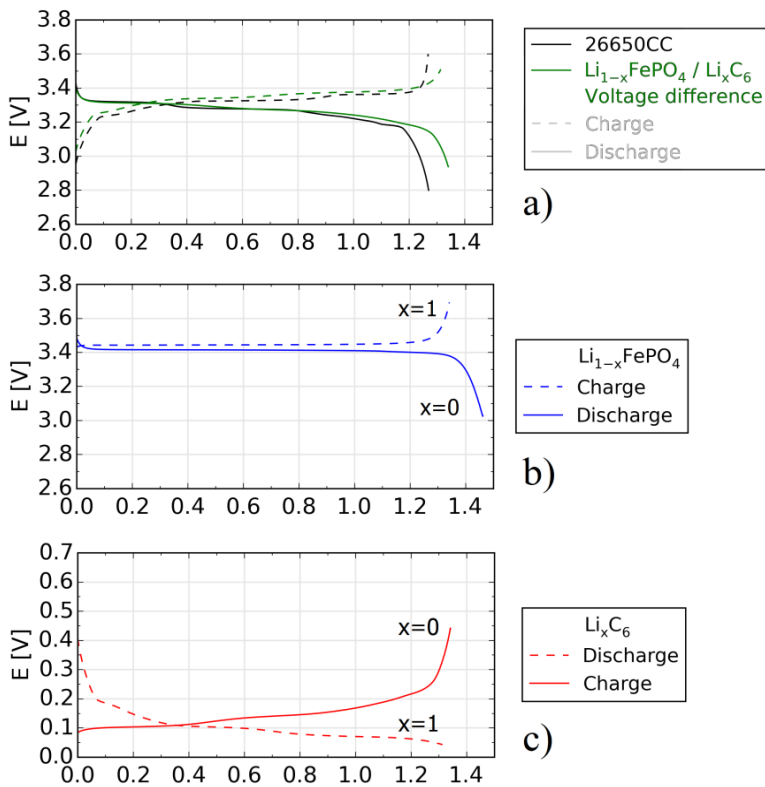 3.8
3.6
3.4
3.2
3.0
2.8
2.6
E [V]
0.0 0.2 0.4 0.6 0.8 1.0 1.2 1.4
26650CC
Li₁₋ₓFePO₄ / LiₓC₆
Voltage difference
Charge
Discharge
a)
3.8
3.6
3.4
3.2
3.0
2.8
2.6
E [V]
x=1
x=0
0.0 0.2 0.4 0.6 0.8 1.0 1.2 1.4
Li₁₋ₓFePO₄
Charge
Discharge
b)
0.7
0.6
0.5
0.4
0.3
0.2
0.1
0.0
E [V]
x=0
x=1
0.0 0.2 0.4 0.6 0.8 1.0 1.2 1.4
LiₓC₆
Discharge
Charge
c)